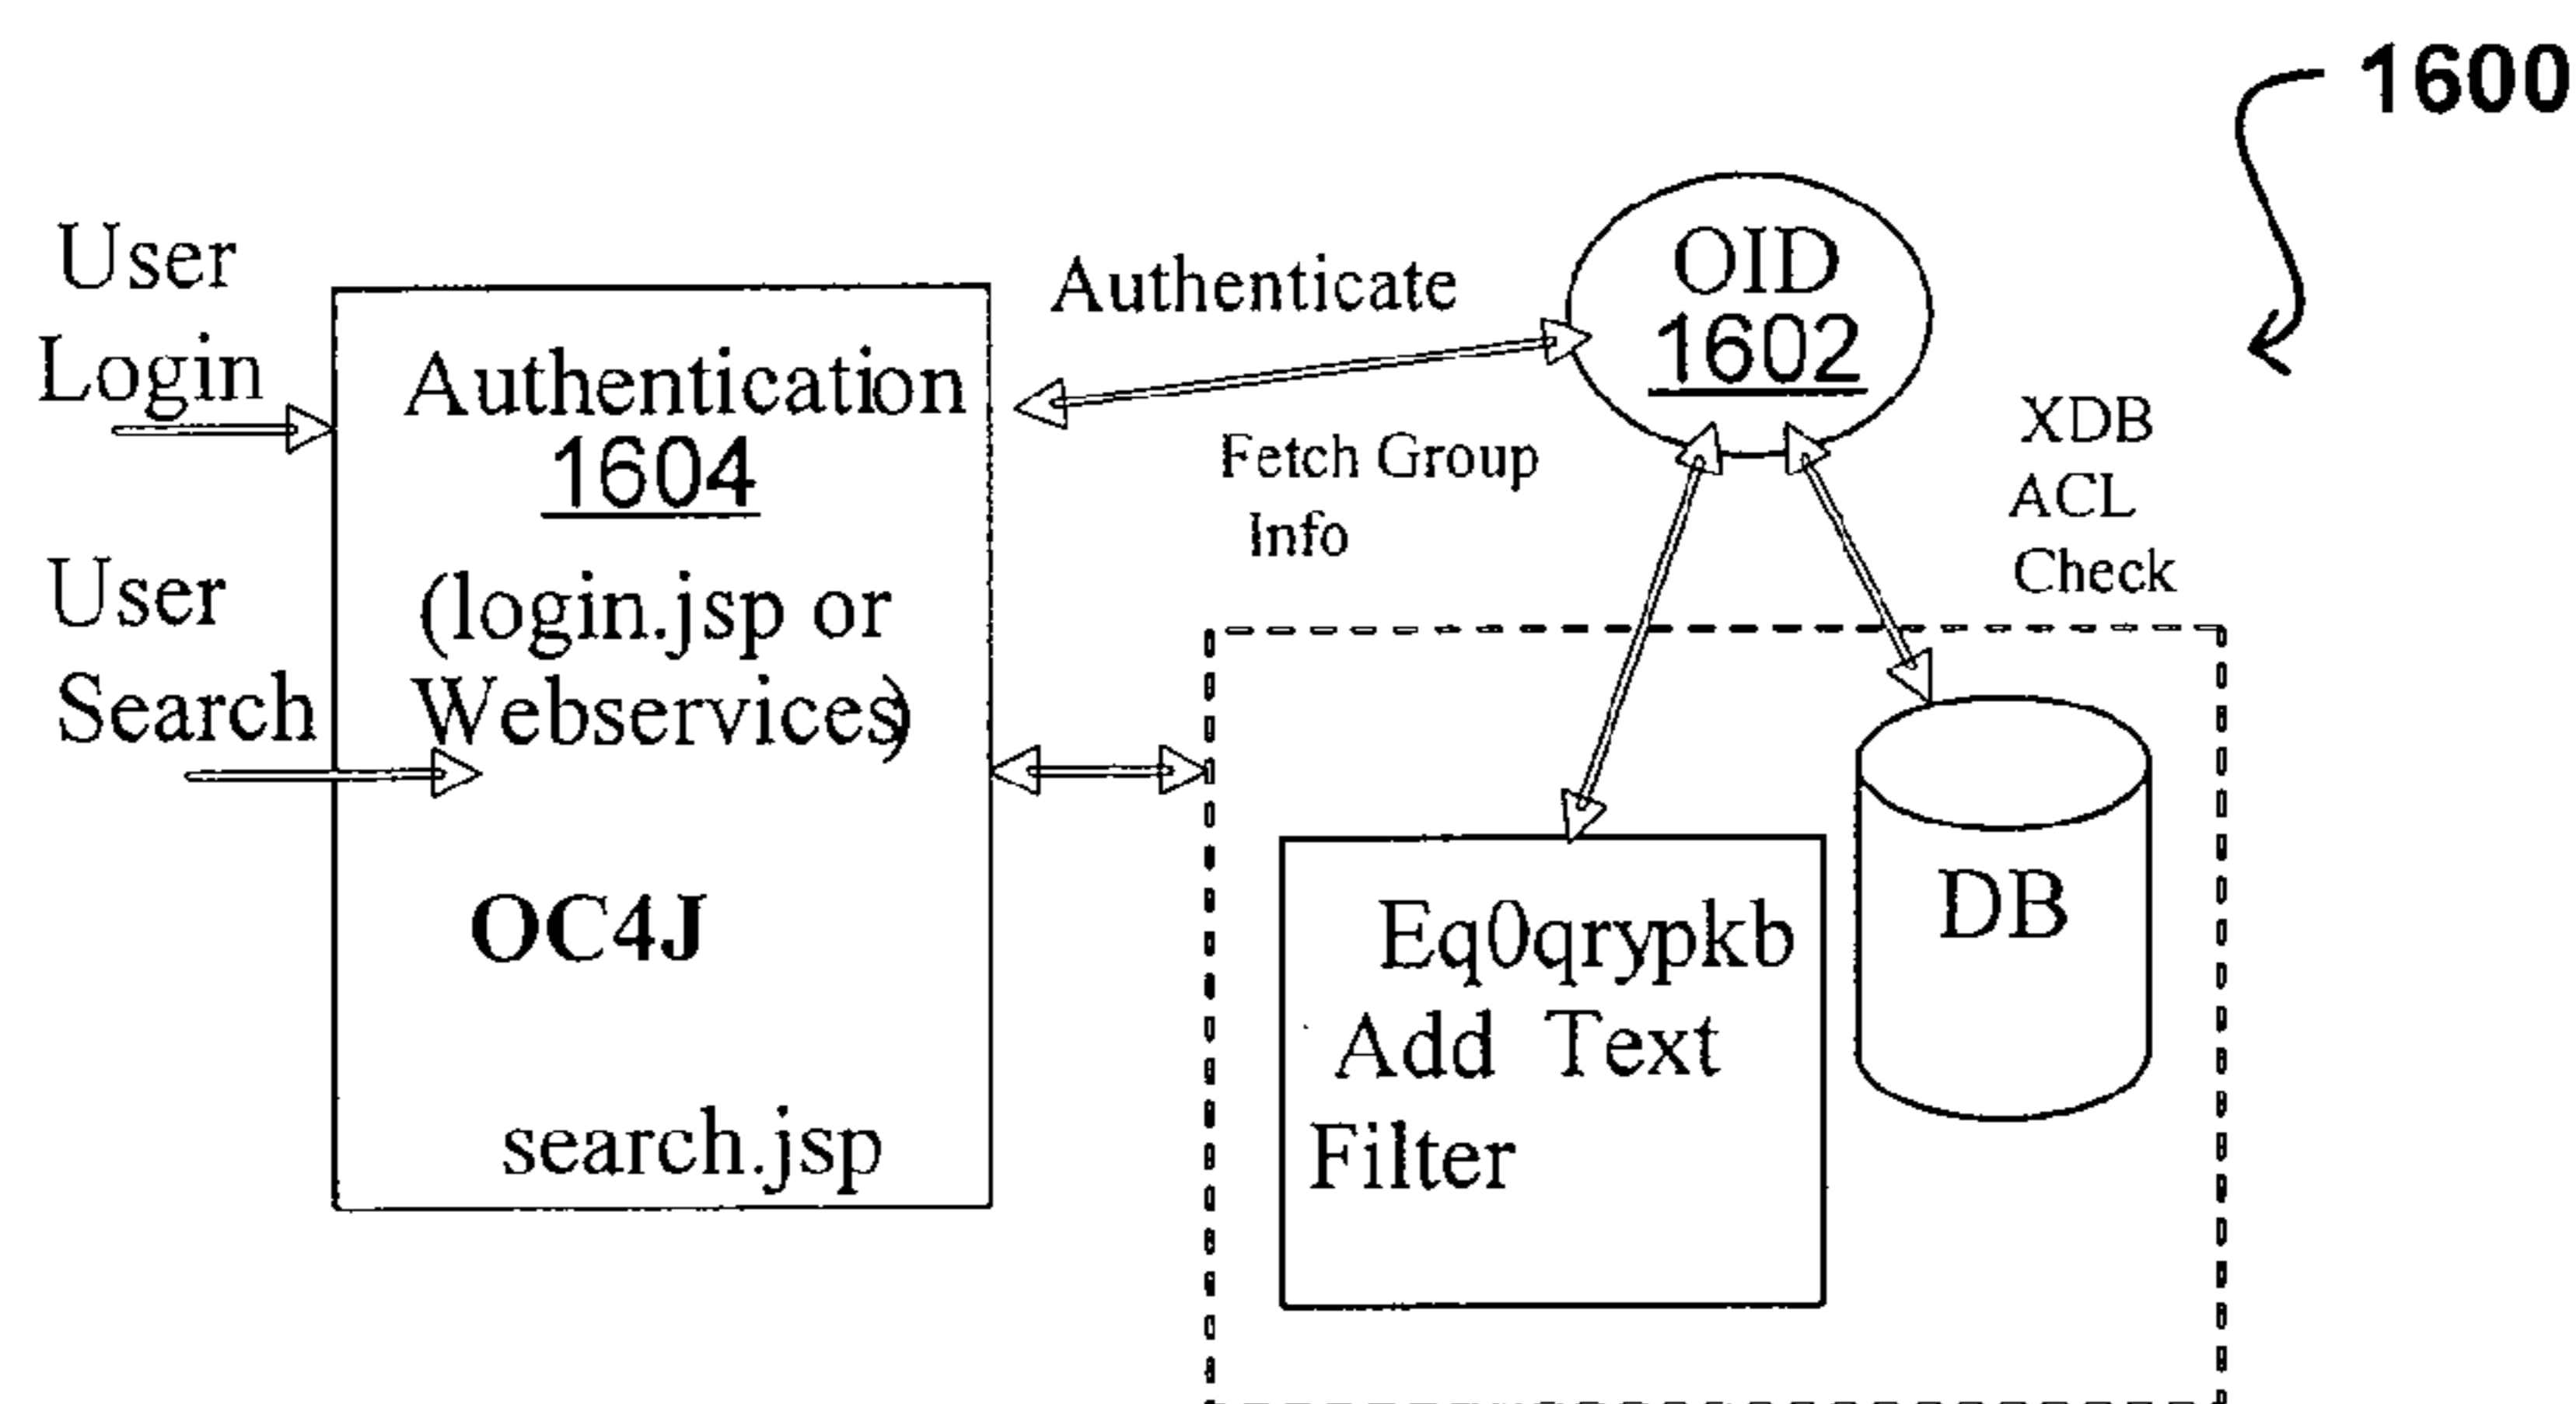 1600
User
Login
User
Search
Authentication
1604
(login.jsp or
Webservices)
OC4J
search.jsp
Authenticate
OID
1602
Fetch Group
Info
XDB
ACL
Check
Eq0qrypkb
Add Text
Filter
DB